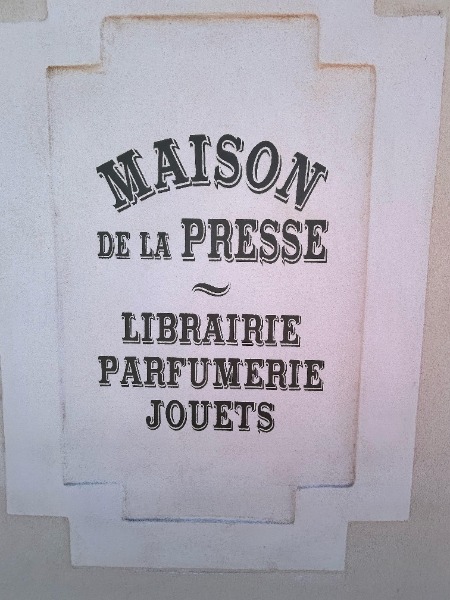 MAISON
DE LA PRESSE
~
LIBRAIRIE
PARFUMERIE
JOUETS